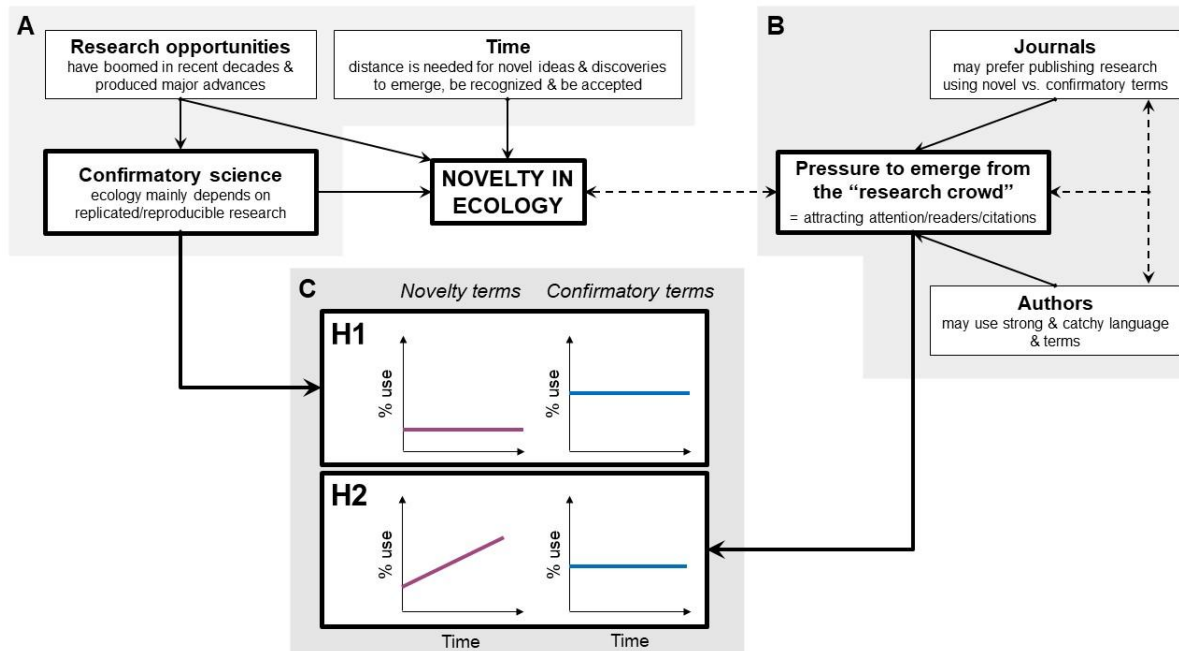 A
Research opportunities
have boomed in recent decades &
produced major advances
Time
distance is needed for novel ideas & discoveries
to emerge, be recognized & be accepted
Confirmatory science
ecology mainly depends on
replicated/reproducible research
NOVELTY IN
ECOLOGY
B
Journals
may prefer publishing research
using novel vs. confirmatory terms
Pressure to emerge from
the “research crowd”
= attracting attention/readers/citations
Authors
may use strong & catchy language
& terms
C
Novelty terms
Confirmatory terms
H1
% use
% use
H2
% use
% use
Time
Time